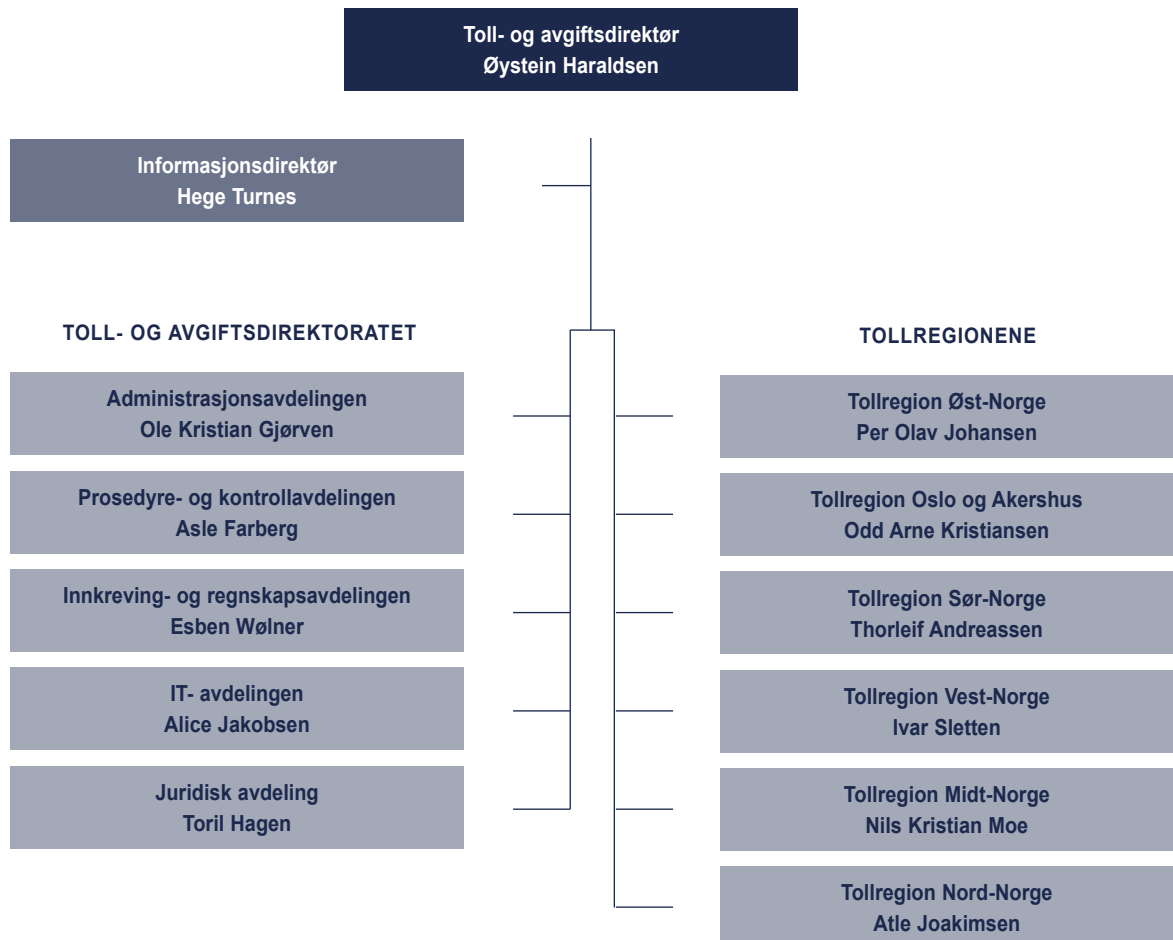 Toll- og avgiftsdirektør
Øystein Haraldsen
Informasjonsdirektør
Hege Turnes
TOLL- OG AVGIFTSDIREKTORATET
Administrasjonsavdelingen
Ole Kristian Gjørven
Prosedyre- og kontrollavdelingen
Asle Farberg
Innkreving- og regnskapsavdelingen
Esben Wølner
IT- avdelingen
Alice Jakobsen
Juridisk avdeling
Toril Hagen
TOLLREGIONENE
Tollregion Øst-Norge
Per Olav Johansen
Tollregion Oslo og Akershus
Odd Arne Kristiansen
Tollregion Sør-Norge
Thorleif Andreassen
Tollregion Vest-Norge
Ivar Sletten
Tollregion Midt-Norge
Nils Kristian Moe
Tollregion Nord-Norge
Atle Joakimsen